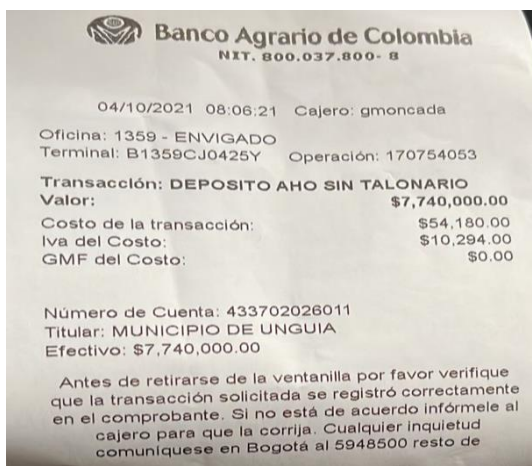 Banco Agrario de Colombia
NIT. 800.037.800- 8
04/10/2021 08:06:21 Cajero: gmoncada
Oficina: 1359 - ENVIGADO
Terminal: B1359CJ0425Y Operación: 170754053
Transacción: DEPOSITO AHO SIN TALONARIO
Valor: $7,740,000.00
Costo de la transacción: $54,180.00
Iva del Costo: $10,294.00
GMF del Costo: $0.00
Número de Cuenta: 433702026011
Titular: MUNICIPIO DE UNGUIA
Efectivo: $7,740,000.00
Antes de retirarse de la ventanilla por favor verifique
que la transacción solicitada se registró correctamente
en el comprobante. Si no está de acuerdo infórmele al
cajero para que la corrija. Cualquier inquietud
comuniquese en Bogotá al 5948500 resto de